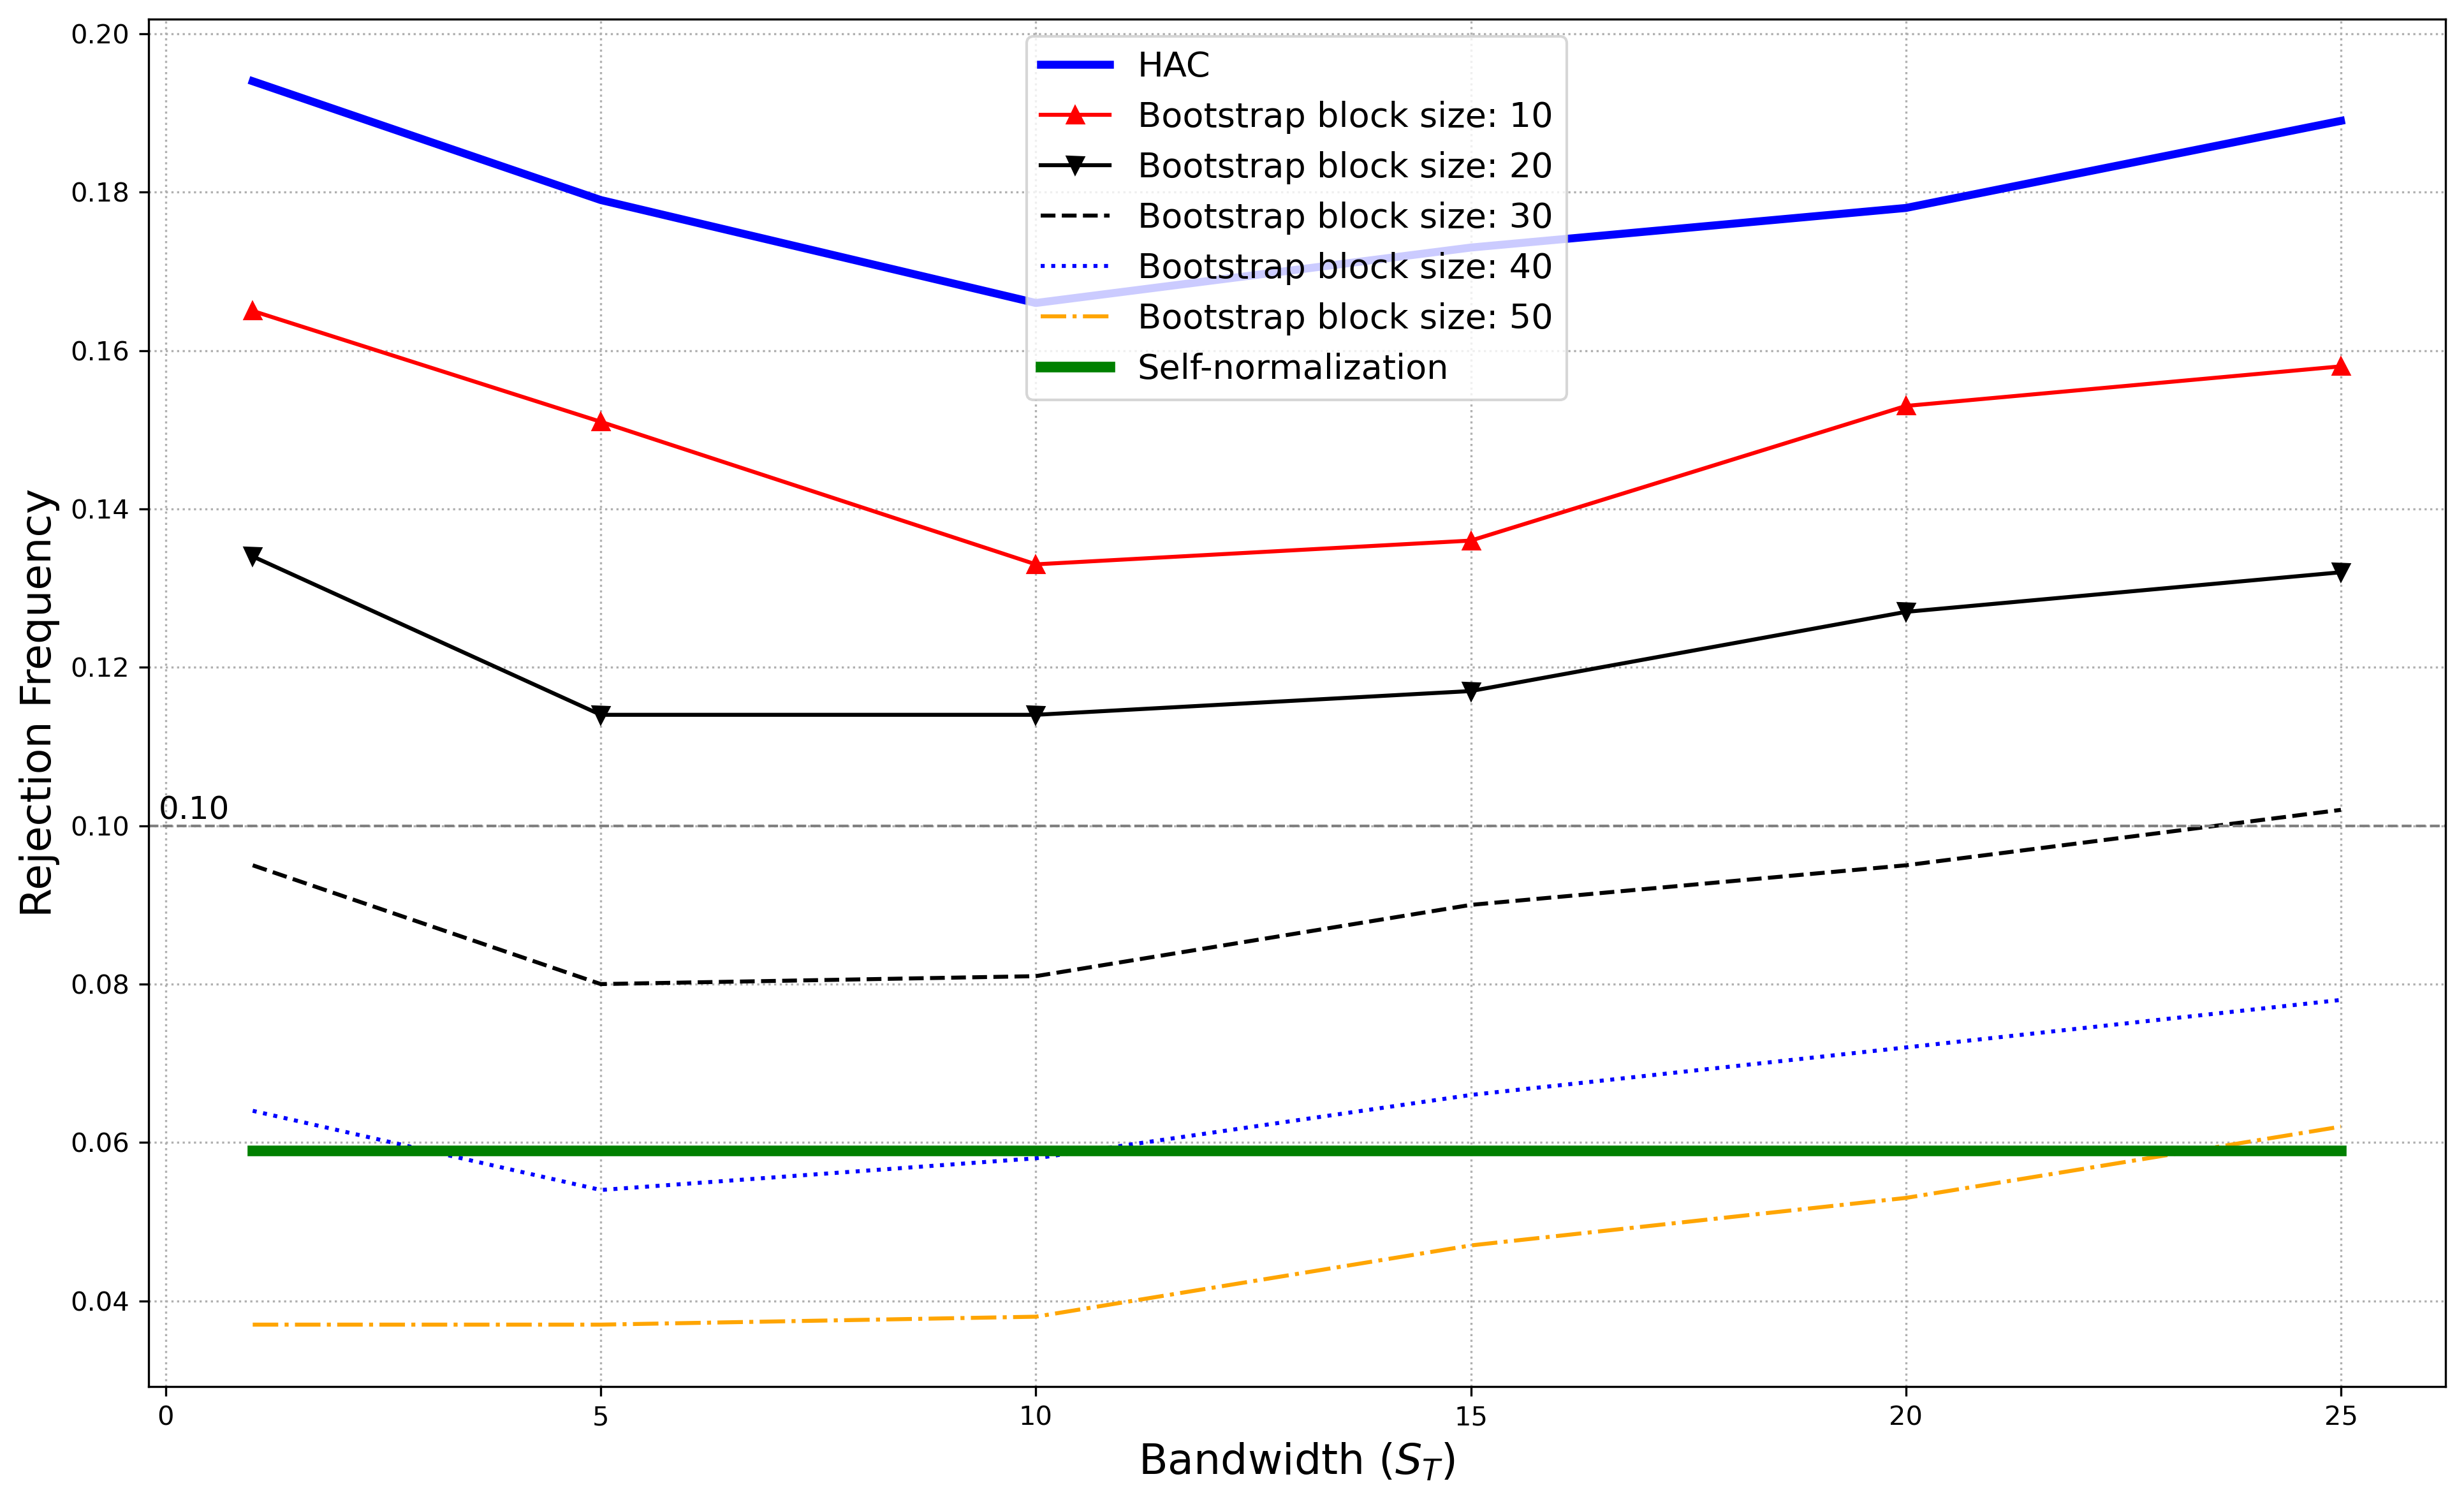 0.20
0.18
0.16
0.14
0.12
0.10
0.08
0.06
0.04
Rejection Frequency
HAC
Bootstrap block size: 10
Bootstrap block size: 20
Bootstrap block size: 30
Bootstrap block size: 40
Bootstrap block size: 50
Self-normalization
0.10
0 5 10 15 20 25
Bandwidth (S_T)